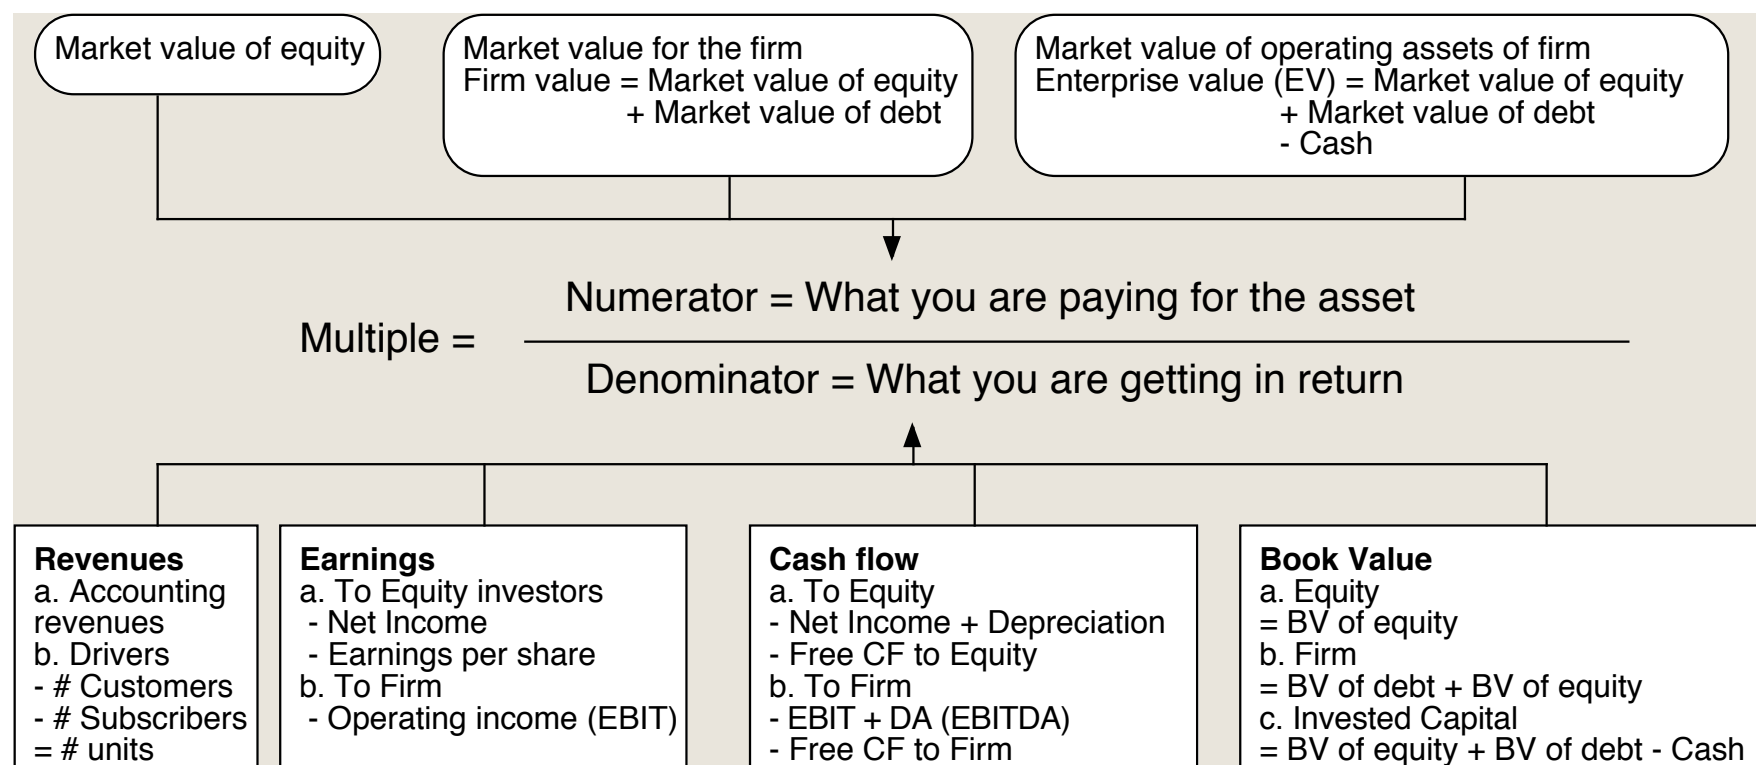 Market value of equity
Market value for the firm
Firm value = Market value of equity
+ Market value of debt
Market value of operating assets of firm
Enterprise value (EV) = Market value of equity
+ Market value of debt
- Cash
Numerator = What you are paying for the asset
Multiple =
Denominator = What you are getting in return
Revenues
a. Accounting
revenues
b. Drivers
- # Customers
- # Subscribers
= # units
Earnings
a. To Equity investors
- Net Income
- Earnings per share
b. To Firm
- Operating income (EBIT)
Cash flow
a. To Equity
- Net Income + Depreciation
- Free CF to Equity
b. To Firm
- EBIT + DA (EBITDA)
- Free CF to Firm
Book Value
a. Equity
= BV of equity
b. Firm
= BV of debt + BV of equity
c. Invested Capital
= BV of equity + BV of debt - Cash